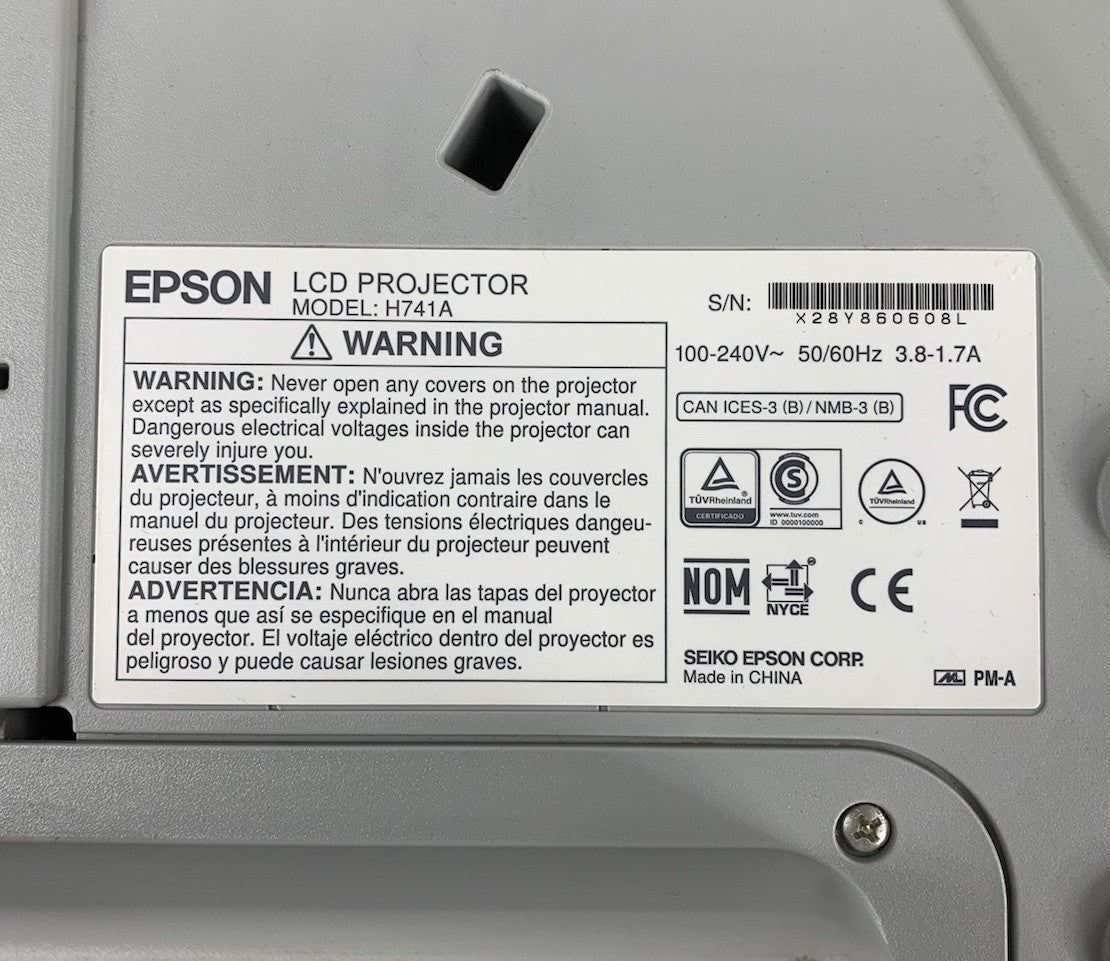 EPSON LCD PROJECTOR
MODEL: H741A
WARNING
WARNING: Never open any covers on the projector
except as specifically explained in the projector manual.
Dangerous electrical voltages inside the projector can
severely injure you.
AVERTISSEMENT: N'ouvrez jamais les couvercles
du projecteur, à moins d'indication contraire dans le
manuel du projecteur. Des tensions électriques dangeu-
reuses présentes à l'intérieur du projecteur peuvent
causer des blessures graves.
ADVERTENCIA: Nunca abra las tapas del proyector
a menos que así se especifique en el manual
del proyector. El voltaje eléctrico dentro del proyector es
peligroso y puede causar lesiones graves.
S/N:
X28Y860608L
100-240V~ 50/60Hz 3.8-1.7A
CAN ICES-3 (B) / NMB-3 (B)
FC
TÜVRheinland®
CERTIFICADO
S
www.tuv.com
ID 0000100000
TÜVRheinland
C US
NOM
NYCE
CE
SEIKO EPSON CORP.
Made in CHINA
ML PM-A